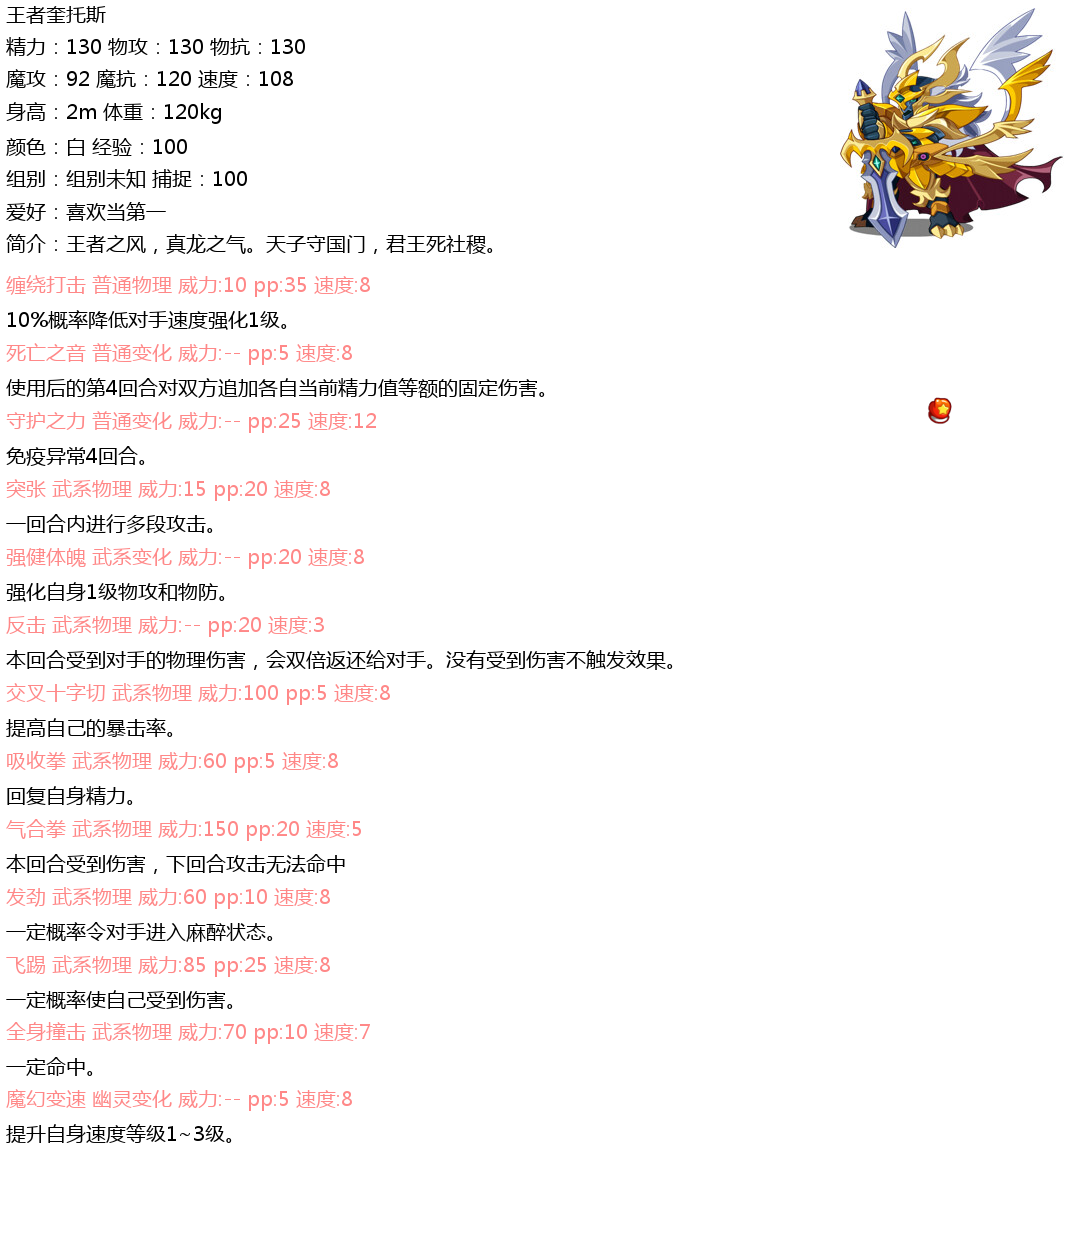 王者奎托斯
精力：130 物攻：130 物抗：130
魔攻：92 魔抗：120 速度：108
身高：2m 体重：120kg
颜色：白 经验：100
组别：组别未知 捕捉：100
爱好：喜欢当第一
简介：王者之风，真龙之气。天子守国门，君王死社稷。
缠绕打击 普通物理 威力:10 pp:35 速度:8
10%概率降低对手速度强化1级。
死亡之音 普通变化 威力:-- pp:5 速度:8
使用后的第4回合对双方追加各自当前精力值等额的固定伤害。
守护之力 普通变化 威力:-- pp:25 速度:12
免疫异常4回合。
突张 武系物理 威力:15 pp:20 速度:8
一回合内进行多段攻击。
强健体魄 武系变化 威力:-- pp:20 速度:8
强化自身1级物攻和物防。
反击 武系物理 威力:-- pp:20 速度:3
本回合受到对手的物理伤害，会双倍返还给对手。没有受到伤害不触发效果。
交叉十字切 武系物理 威力:100 pp:5 速度:8
提高自己的暴击率。
吸收拳 武系物理 威力:60 pp:5 速度:8
回复自身精力。
气合拳 武系物理 威力:150 pp:20 速度:5
本回合受到伤害，下回合攻击无法命中
发劲 武系物理 威力:60 pp:10 速度:8
一定概率令对手进入麻醉状态。
飞踢 武系物理 威力:85 pp:25 速度:8
一定概率使自己受到伤害。
全身撞击 武系物理 威力:70 pp:10 速度:7
一定命中。
魔幻变速 幽灵变化 威力:-- pp:5 速度:8
提升自身速度等级1~3级。